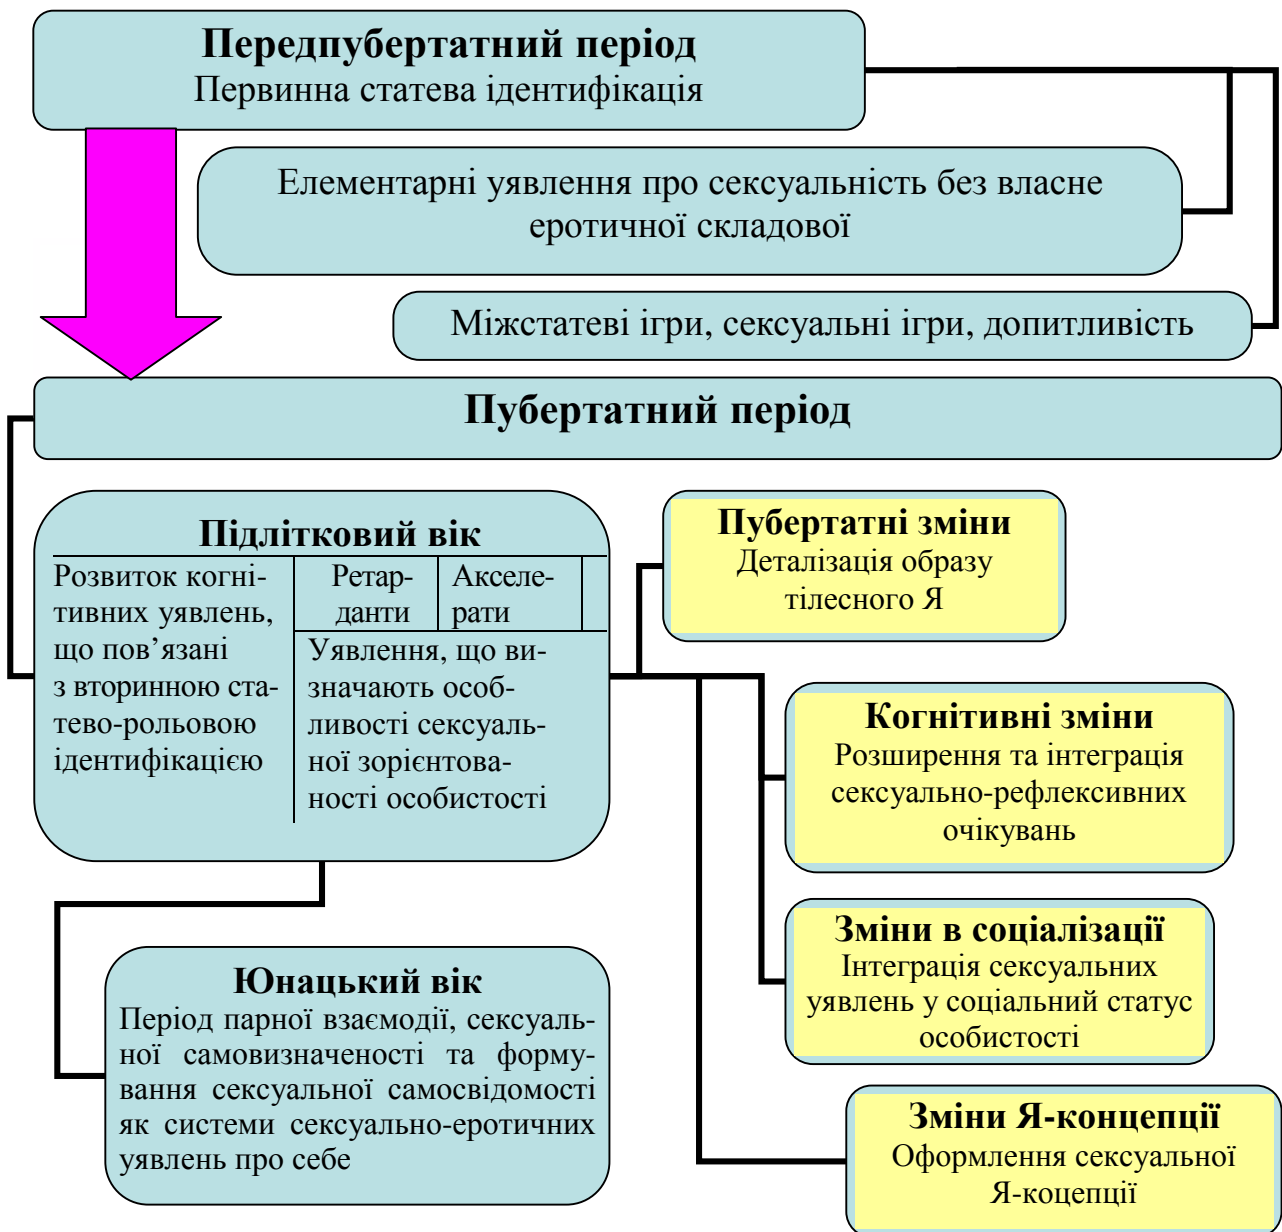 Передпубертатний період
Первинна статева ідентифікація
Елементарні уявлення про сексуальність без власне
еротичної складової
Міжстатеві ігри, сексуальні ігри, допитливість
Пубертатний період
Підлітковий вік
Розвиток когні-
тивних уявлень,
що пов’язані
з вторинною ста-
тево-рольовою
ідентифікацією
Ретар-
данти
Акселе-
рати
Уявлення, що ви-
значають особ-
ливості сексуаль-
ної зорієнтова-
ності особистості
Пубертатні зміни
Деталізація образу
тілесного Я
Когнітивні зміни
Розширення та інтеграція
сексуально-рефлексивних
очікувань
Зміни в соціалізації
Інтеграція сексуальних
уявлень у соціальний статус
особистості
Юнацький вік
Період парної взаємодії, сексуаль-
ної самовизначеності та форму-
вання сексуальної самосвідомості
як системи сексуально-еротичних
уявлень про себе
Зміни Я-концепції
Оформлення сексуальної
Я-коцепції